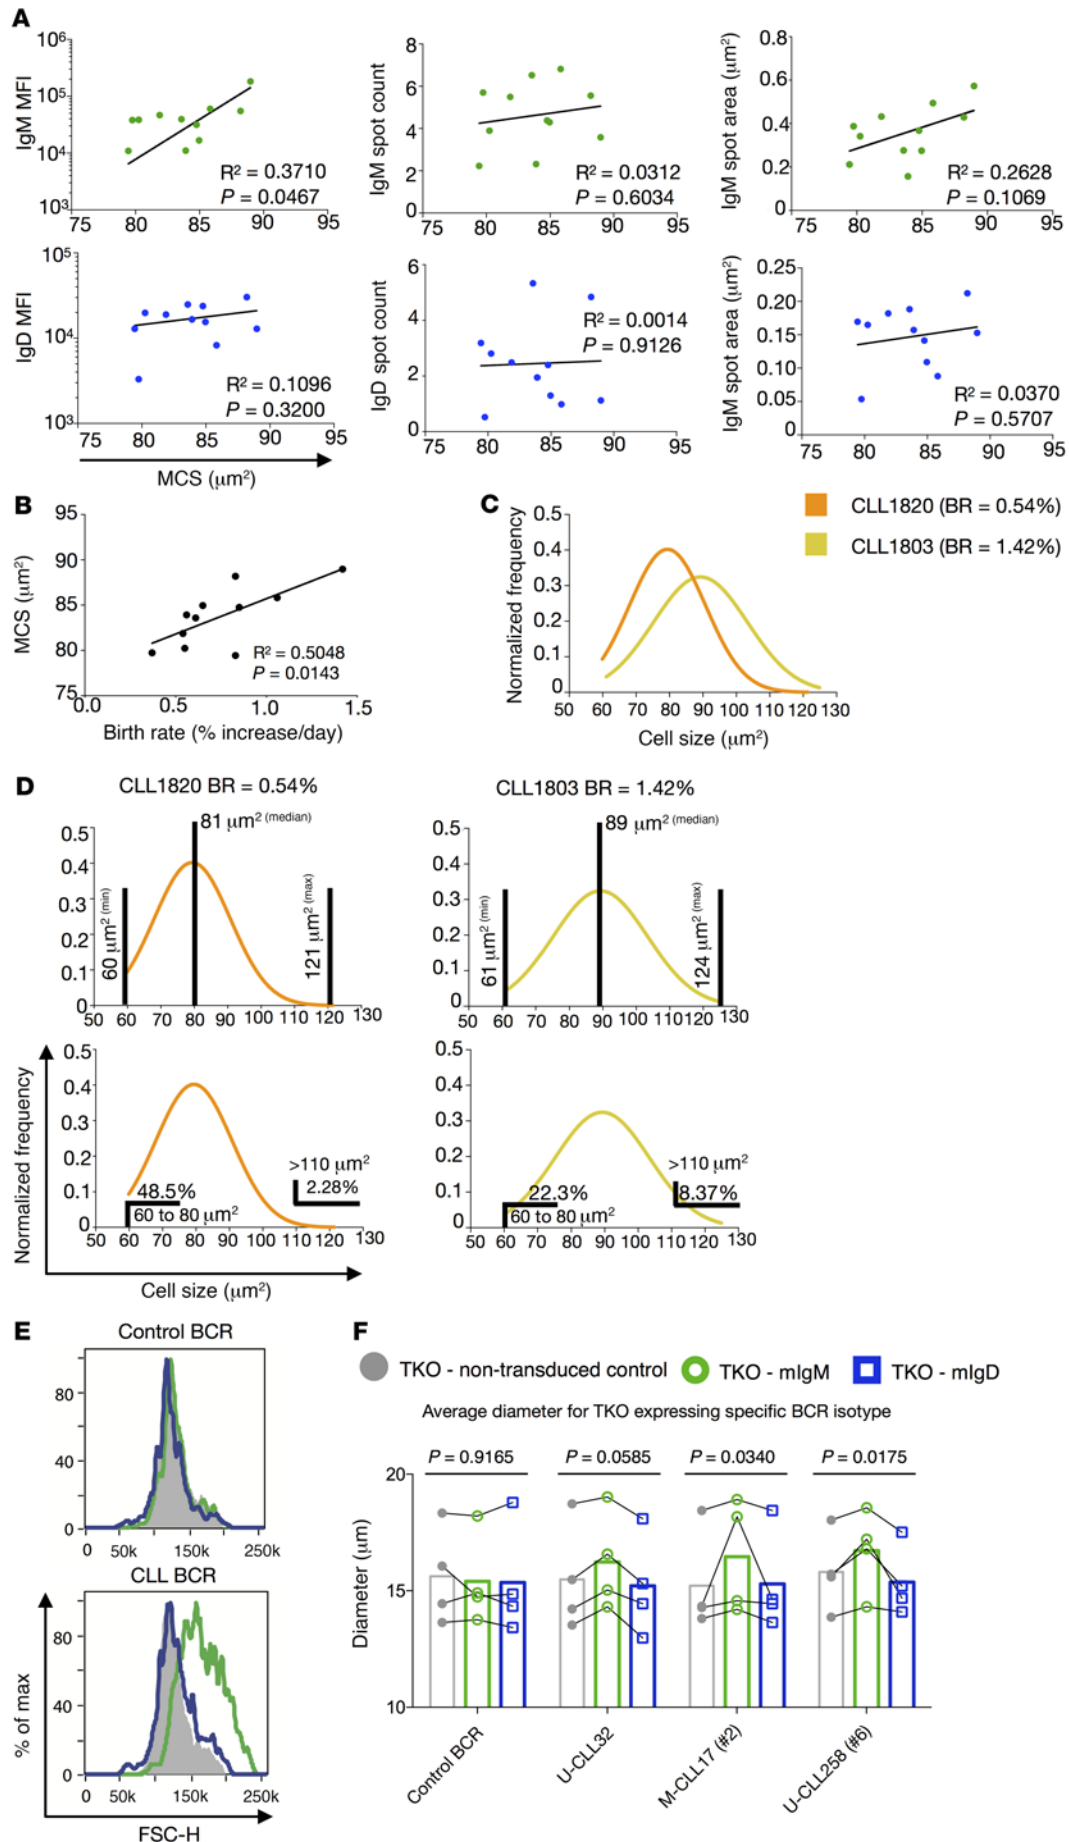 A
10⁶
10⁵
10⁴
10³
IgM MFI
R² = 0.3710
P = 0.0467
75 80 85 90 95
8
6
4
2
0
IgM spot count
R² = 0.0312
P = 0.6034
75 80 85 90 95
0.8
0.6
0.4
0.2
0
IgM spot area (μm²)
R² = 0.2628
P = 0.1069
75 80 85 90 95
10⁵
10⁴
10³
IgD MFI
R² = 0.1096
P = 0.3200
75 80 85 90 95
MCS (μm²)
6
4
2
0
IgD spot count
R² = 0.0014
P = 0.9126
75 80 85 90 95
0.25
0.20
0.15
0.10
0.05
0
IgM spot area (μm²)
R² = 0.0370
P = 0.5707
75 80 85 90 95
B
95
90
85
80
75
MCS (μm²)
R² = 0.5048
P = 0.0143
0.0 0.5 1.0 1.5
Birth rate (% increase/day)
C
0.5
0.4
0.3
0.2
0.1
0
Normalized frequency
50 60 70 80 90 100 110 120 130
Cell size (μm²)
CLL1820 (BR = 0.54%)
CLL1803 (BR = 1.42%)
D
CLL1820 BR = 0.54%
0.5
0.4
0.3
0.2
0.1
0
60 μm² (min)
81 μm² (median)
121 μm² (max)
50 60 70 80 90 100 110 120 130
CLL1803 BR = 1.42%
0.5
0.4
0.3
0.2
0.1
0
61 μm² (min)
89 μm² (median)
124 μm² (max)
50 60 70 80 90 100 110 120 130
Normalized frequency
0.5
0.4
0.3
0.2
0.1
0
48.5%
60 to 80 μm²
>110 μm²
2.28%
50 60 70 80 90 100 110 120 130
Cell size (μm²)
0.5
0.4
0.3
0.2
0.1
0
22.3%
60 to 80 μm²
>110 μm²
8.37%
50 60 70 80 90 100 110 120 130
E
Control BCR
80
40
0
0 50k 150k 250k
CLL BCR
80
40
0
0 50k 150k 250k
% of max
FSC-H
F
TKO - non-transduced control
TKO - mIgM
TKO - mIgD
Average diameter for TKO expressing specific BCR isotype
P = 0.9165
P = 0.0585
P = 0.0340
P = 0.0175
20
15
10
Diameter (μm)
Control BCR
U-CLL32
M-CLL17 (#2)
U-CLL258 (#6)